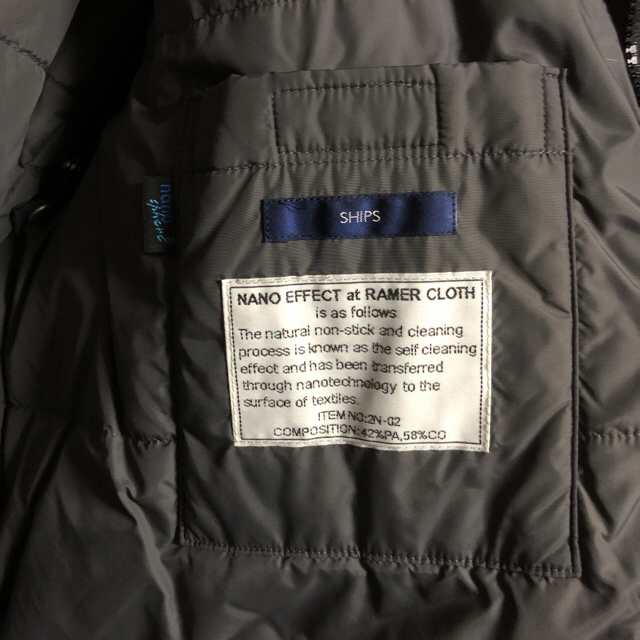 nano
sphere
SHIPS
NANO EFFECT at RAMER CLOTH
is as follows
The natural non-stick and cleaning
process is known as the self cleaning
effect and has been transferred
through nanotechnology to the
surface of textiles.
ITEM NO:2N-02
COMPOSITION:42%PA,58%CO